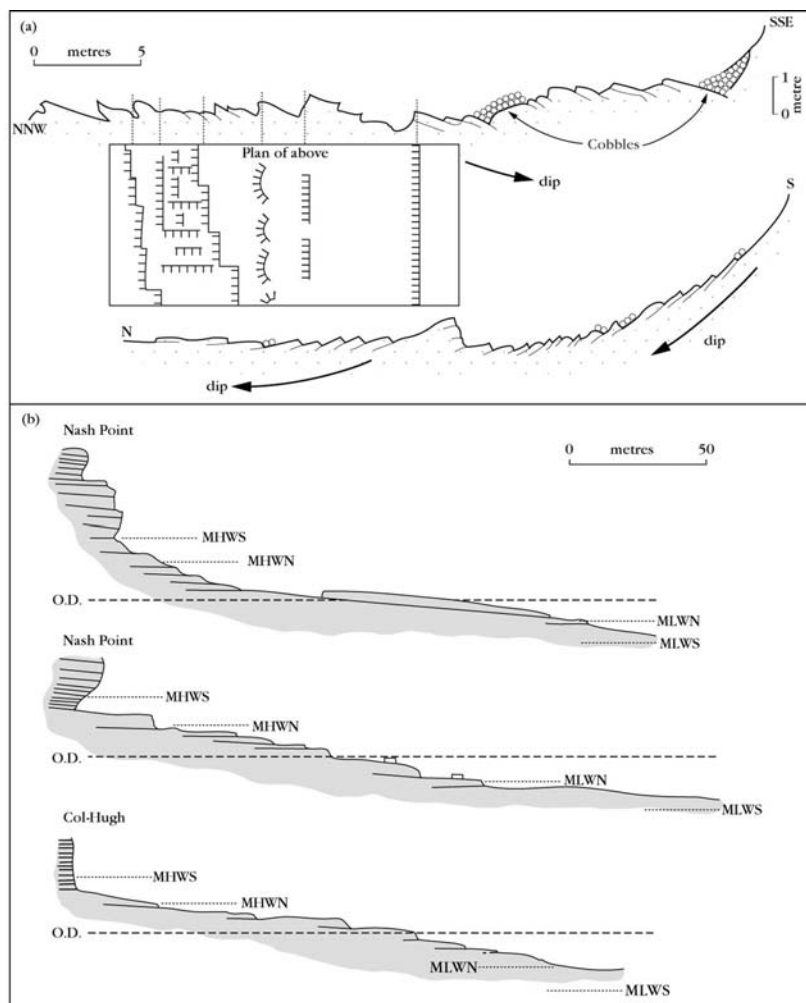 (a)
metres
0 5
SSE
1
metre
0
NNW
Cobbles
Plan of above
dip
S
N
dip
dip
(b)
Nash Point
0 metres 50
MHWS
MHWN
O.D.
MLWN
MLWS
Nash Point
MHWS
MHWN
O.D.
MLWN
MLWS
Col-Hugh
MHWS
MHWN
O.D.
MLWN
MLWS